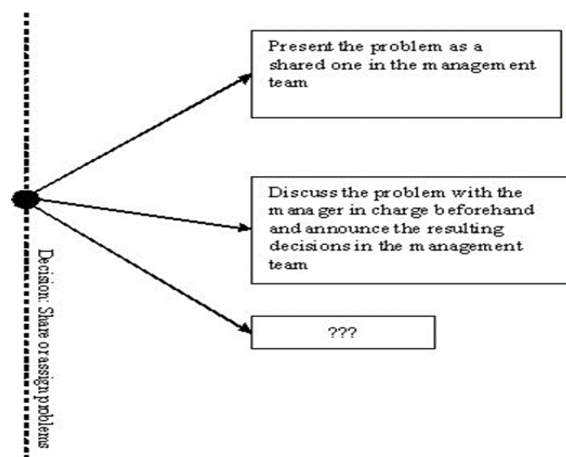 Present the problem as a
shared one in the management
team
Discuss the problem with the
manager in charge beforehand
and announce the resulting
decisions in the management
team
???
Decision: Share or assign problems